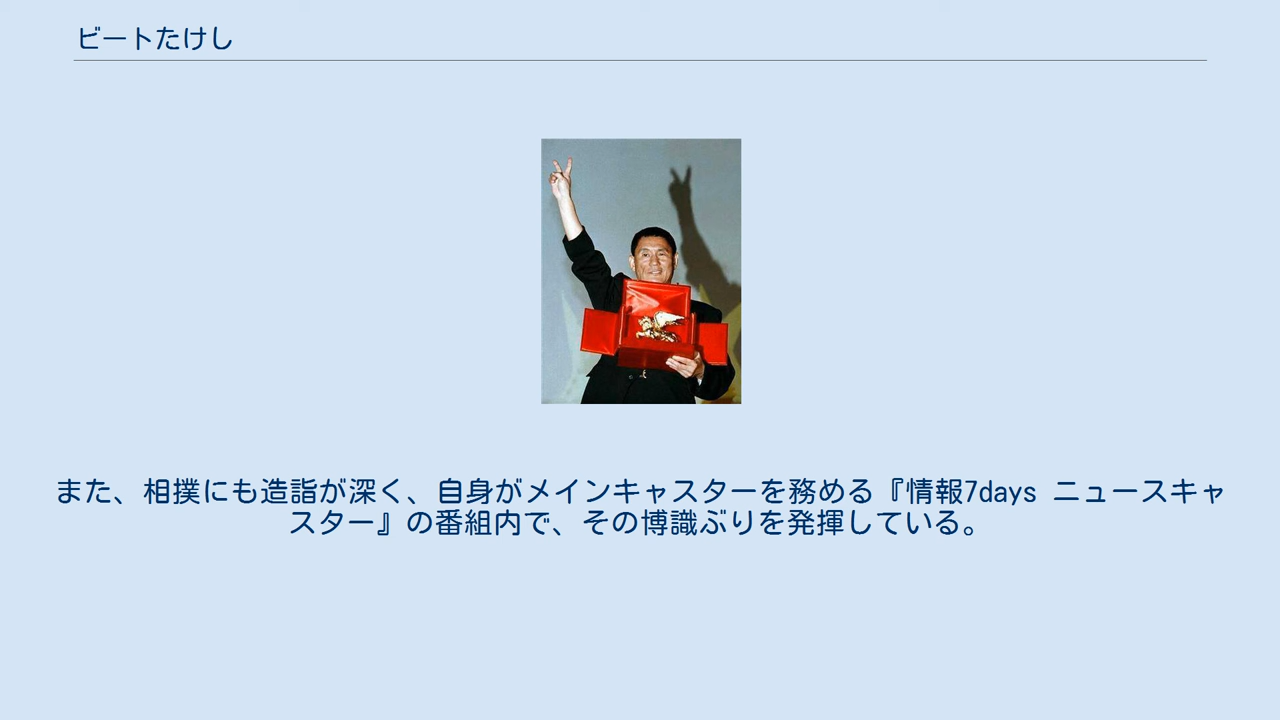 ビートたけし
また、相撲にも造詣が深く、自身がメインキャスターを務める『情報7days ニュースキャ
スター』の番組内で、その博識ぶりを発揮している。